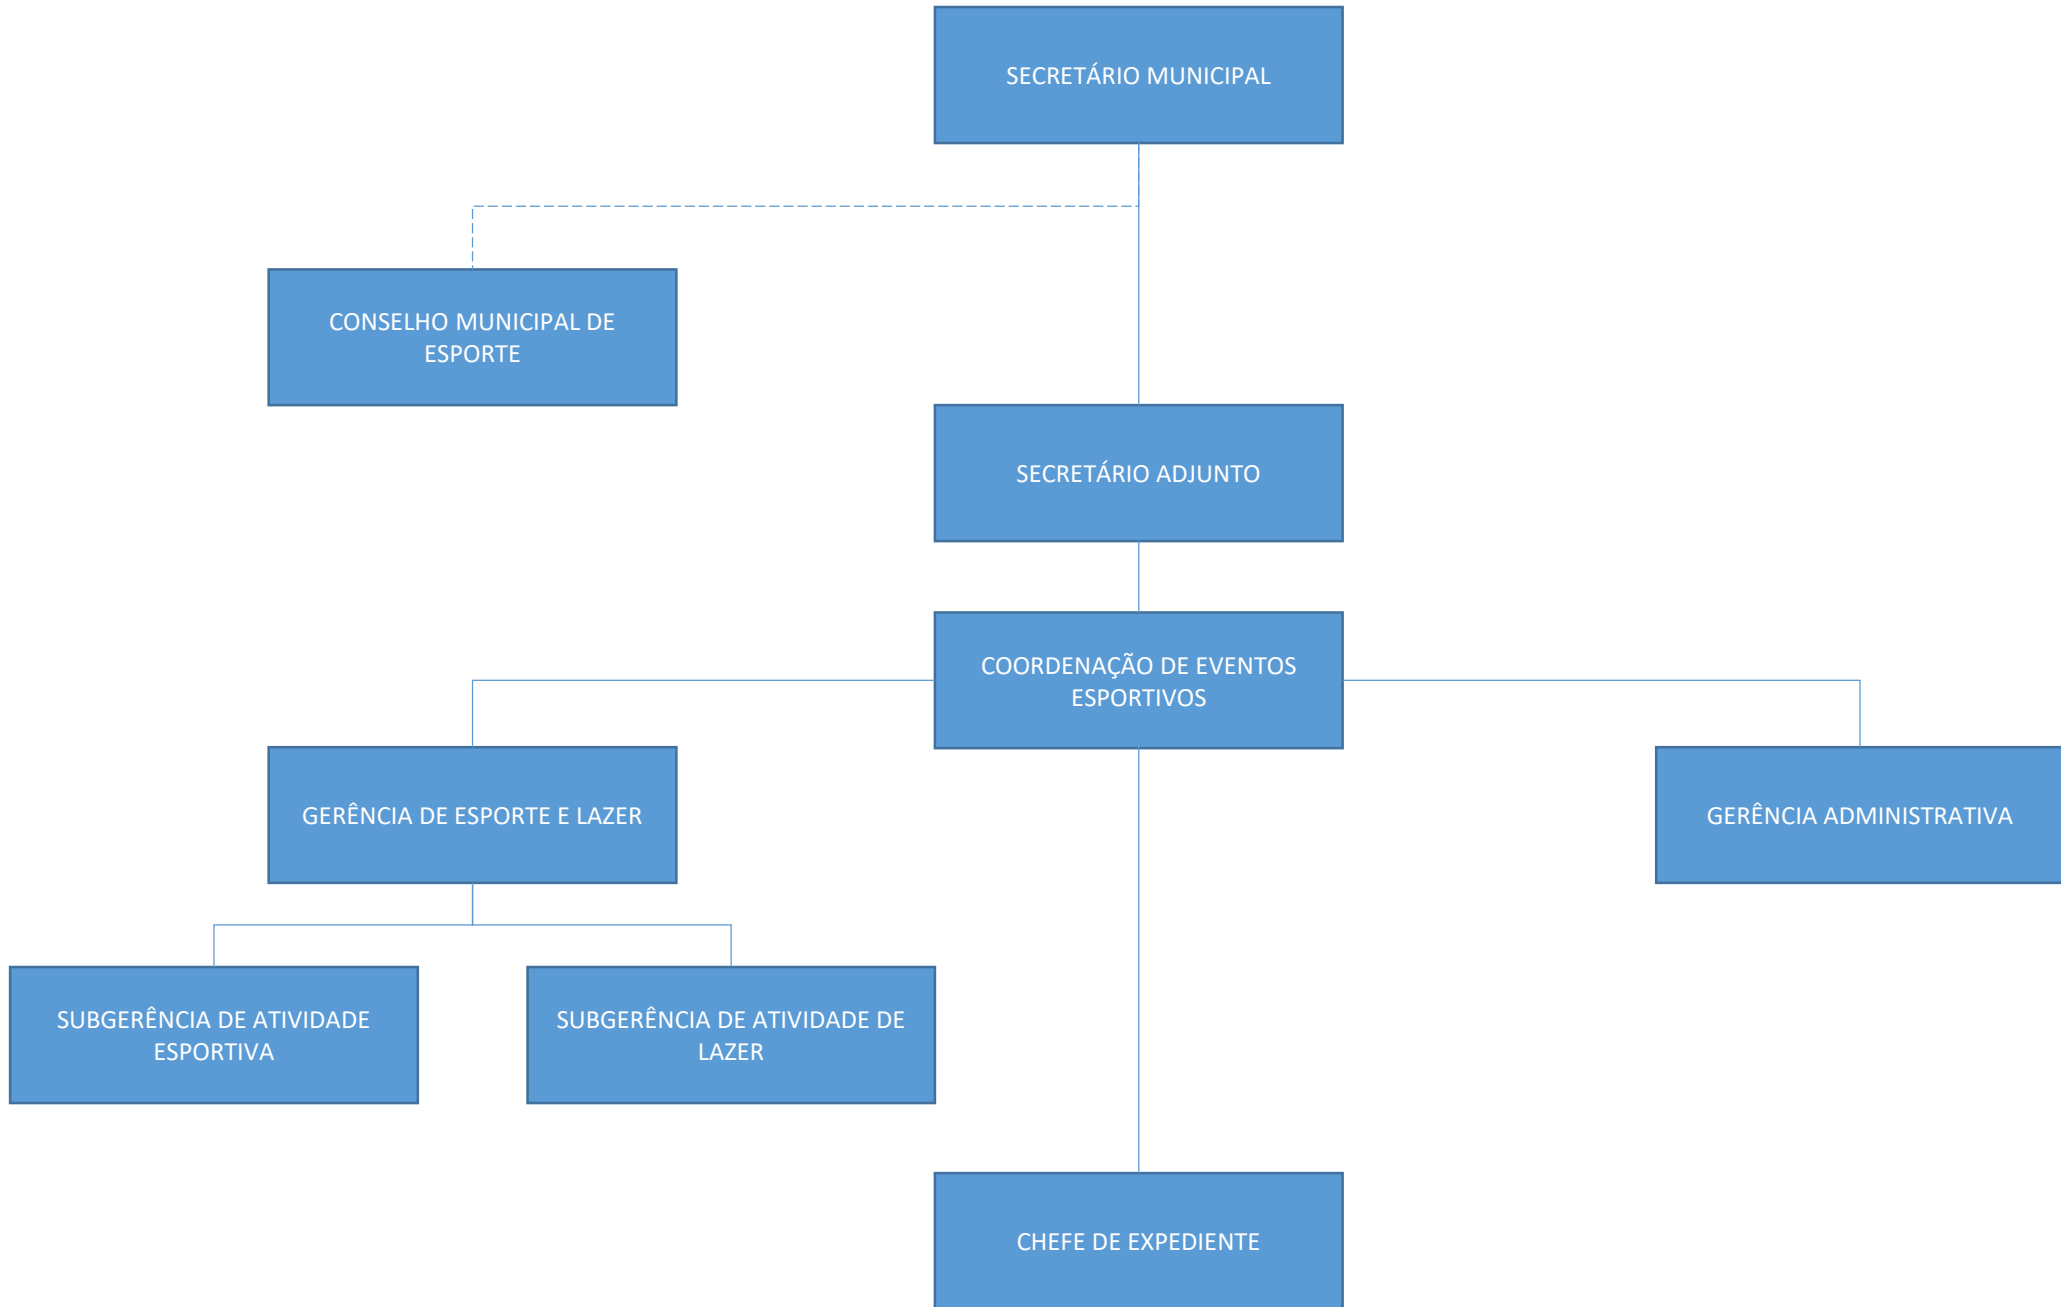 SECRETÁRIO MUNICIPAL
CONSELHO MUNICIPAL DE
ESPORTE
SECRETÁRIO ADJUNTO
COORDENAÇÃO DE EVENTOS
ESPORTIVOS
GERÊNCIA DE ESPORTE E LAZER
GERÊNCIA ADMINISTRATIVA
SUBGERÊNCIA DE ATIVIDADE
ESPORTIVA
SUBGERÊNCIA DE ATIVIDADE DE
LAZER
CHEFE DE EXPEDIENTE